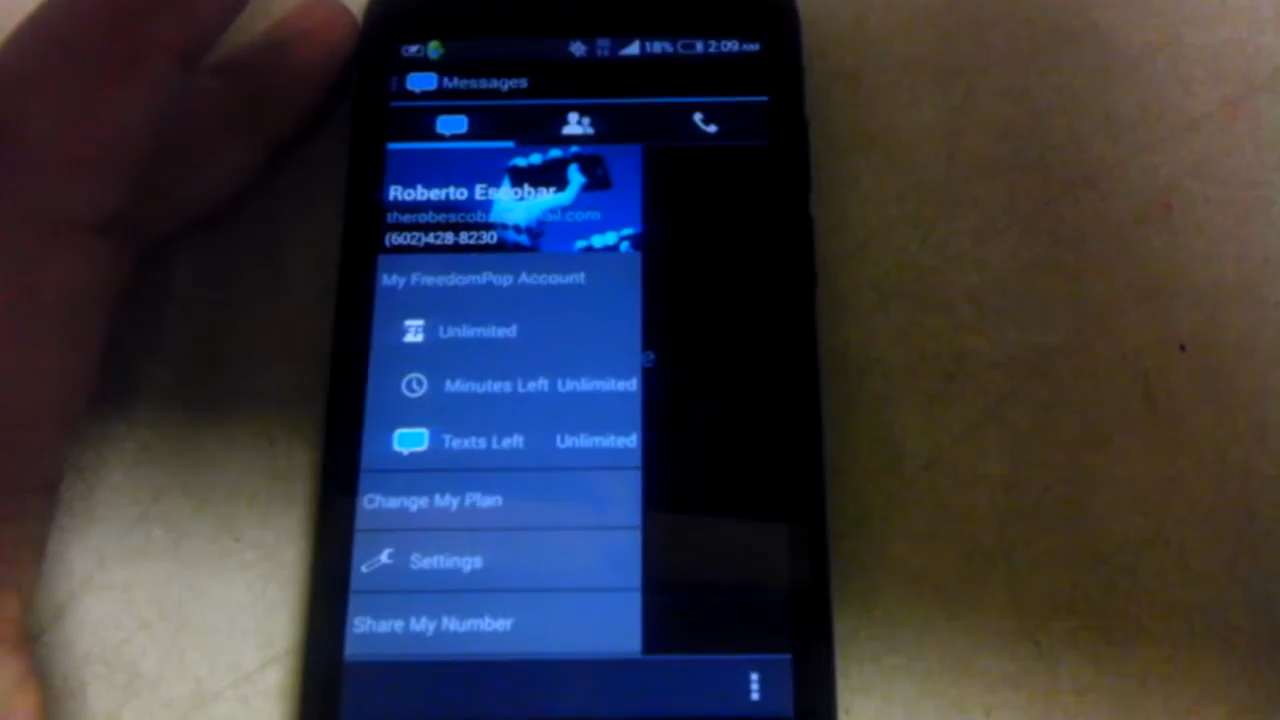 18% 2:09 AM
Messages
Roberto Escobar
(602)428-8230
My FreedomPop Account
Unlimited
Minutes Left Unlimited
Texts Left Unlimited
Change My Plan
Settings
Share My Number